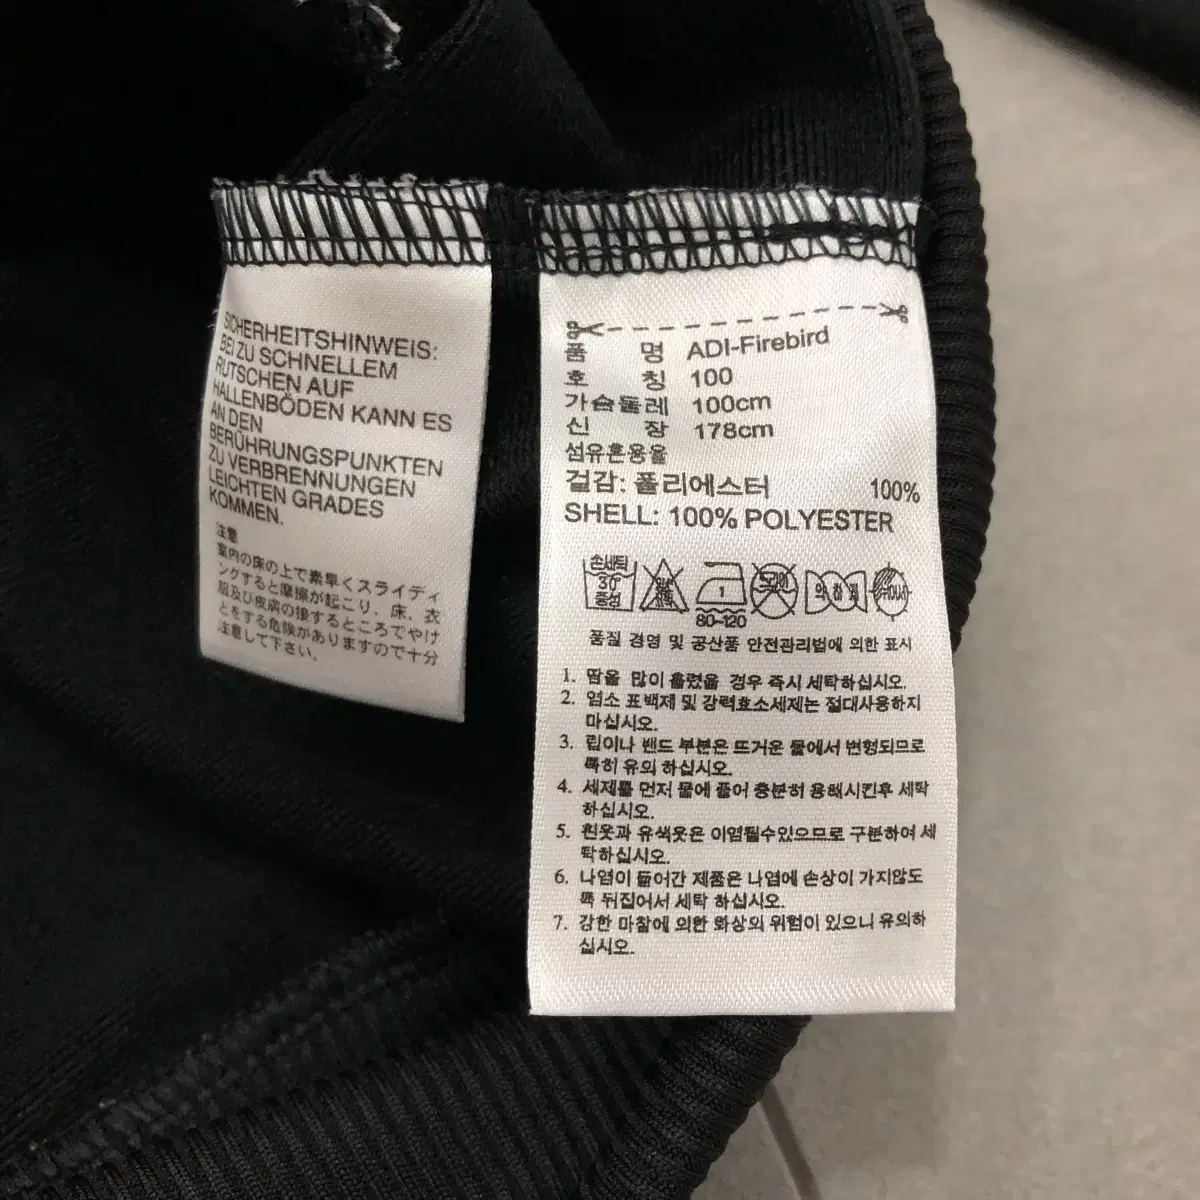 SICHERHEITSHINWEIS:
BEI ZU SCHNELLEM
RUTSCHEN AUF
HALLENBÖDEN KANN ES
AN DEN
BERÜHRUNGSPUNKTEN
ZU VERBRENNUNGEN
LEICHTEN GRADES
KOMMEN.
注意
室内の床の上で素早くスライディ
ングすると摩擦が起こり、床、衣
服及び皮膚の接するところでやけ
どをする危険がありますので十分
注意して下さい。
품 명 ADI-Firebird
호 칭 100
가슴둘레 100cm
신 장 178cm
섬유혼용율
겉감: 폴리에스터 100%
SHELL: 100% POLYESTER
손세탁
30
중성
1
80-120
드라이
약하게
품질 경영 및 공산품 안전관리법에 의한 표시
1. 땀을 많이 흘렸을 경우 즉시 세탁하십시오.
2. 염소 표백제 및 강력효소세제는 절대사용하지
마십시오.
3. 립이나 밴드 부분은 뜨거운 물에서 변형되므로
특히 유의 하십시오.
4. 세제를 먼저 물에 풀어 충분히 용해시킨후 세탁
하십시오.
5. 흰옷과 유색옷은 이염될수있으므로 구분하여 세
탁하십시오.
6. 나염이 들어간 제품은 나염에 손상이 가지않도
록 뒤집어서 세탁 하십시오.
7. 강한 마찰에 의한 화상의 위험이 있으니 유의하
십시오.